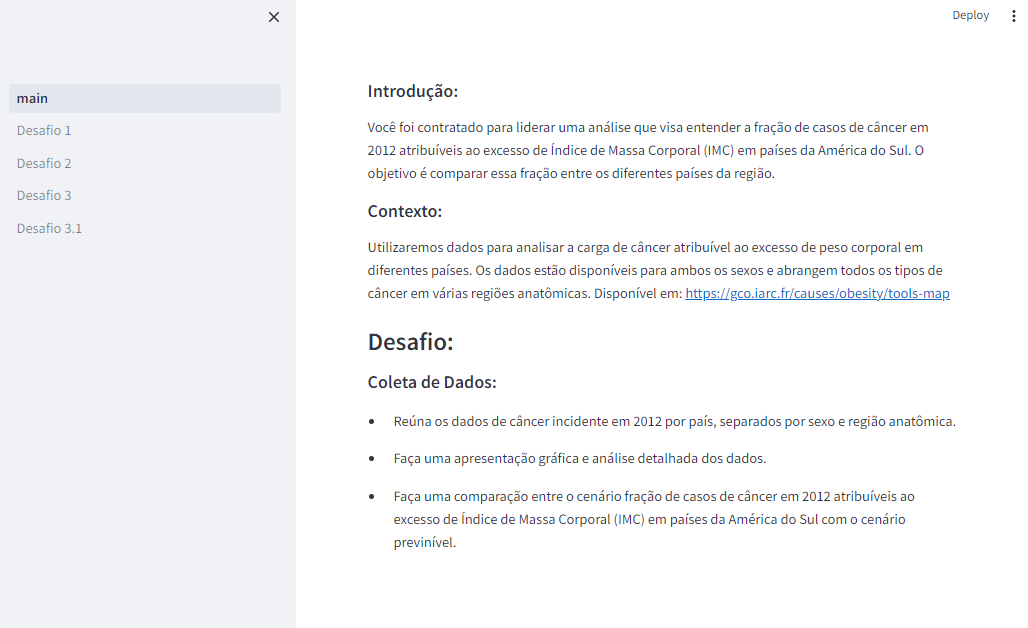 main
Desafio 1
Desafio 2
Desafio 3
Desafio 3.1
Deploy
Introdução:
Você foi contratado para liderar uma análise que visa entender a fração de casos de câncer em
2012 atribuíveis ao excesso de Índice de Massa Corporal (IMC) em países da América do Sul. O
objetivo é comparar essa fração entre os diferentes países da região.
Contexto:
Utilizaremos dados para analisar a carga de câncer atribuível ao excesso de peso corporal em
diferentes países. Os dados estão disponíveis para ambos os sexos e abrangem todos os tipos de
câncer em várias regiões anatômicas. Disponível em: https://gco.iarc.fr/causes/obesity/tools-map
Desafio:
Coleta de Dados:
• Reúna os dados de câncer incidente em 2012 por país, separados por sexo e região anatômica.
• Faça uma apresentação gráfica e análise detalhada dos dados.
• Faça uma comparação entre o cenário fração de casos de câncer em 2012 atribuíveis ao
excesso de Índice de Massa Corporal (IMC) em países da América do Sul com o cenário
previnível.